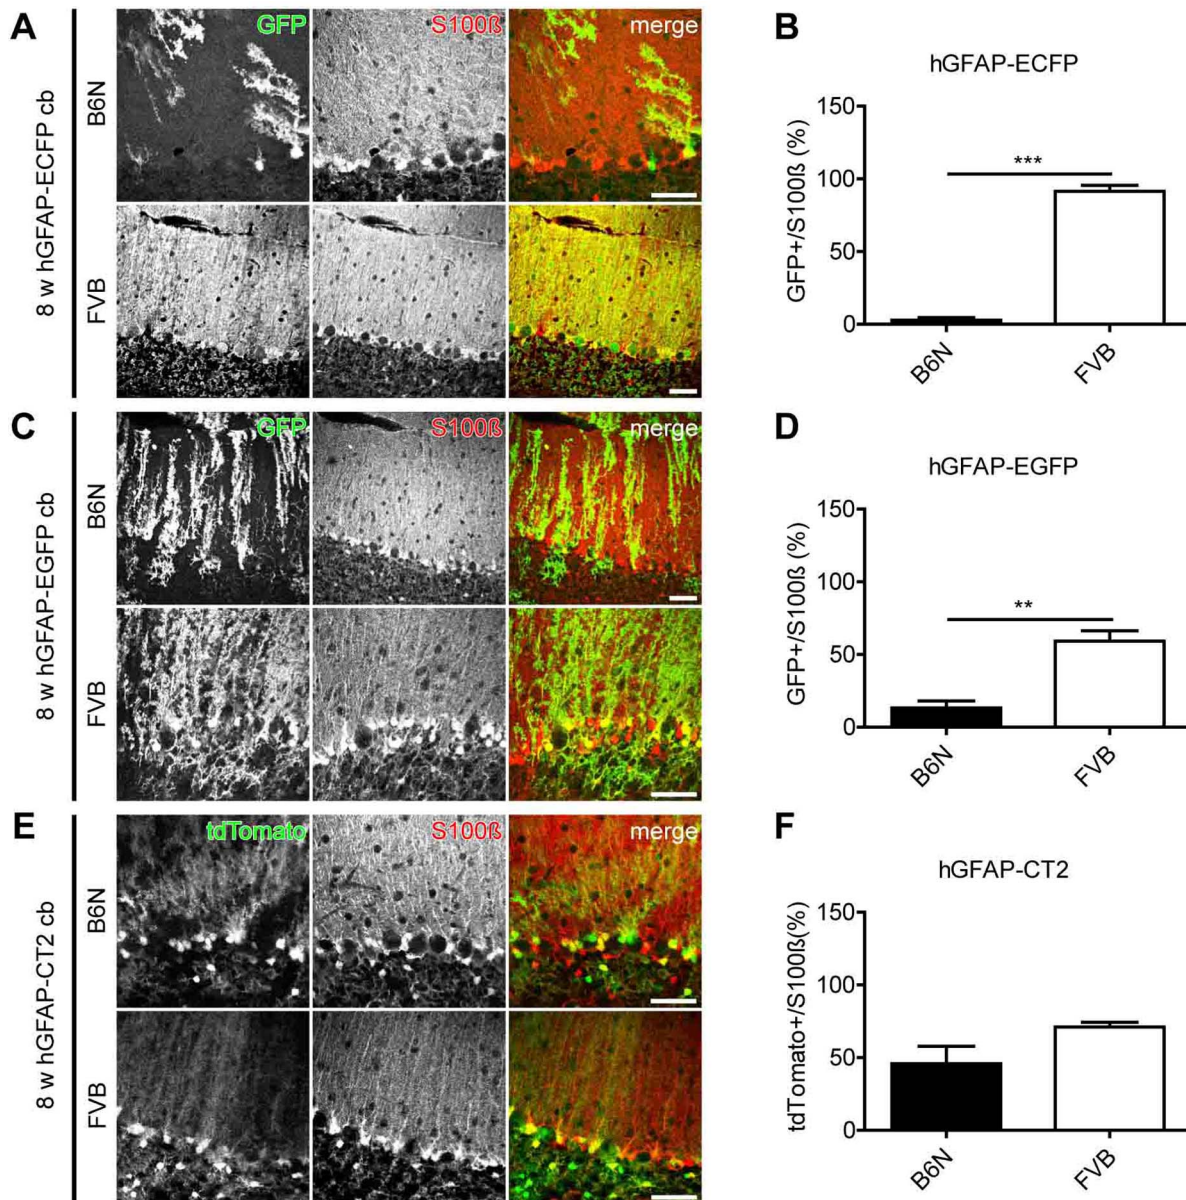 A
8 w hGFAP-ECFP cb
B6N
FVB
GFP
S100ß
merge
B
hGFAP-ECFP
GFP+/S100ß (%)
150
100
50
0
***
B6N
FVB
C
8 w hGFAP-EGFP cb
B6N
FVB
GFP
S100ß
merge
D
hGFAP-EGFP
GFP+/S100ß (%)
150
100
50
0
**
B6N
FVB
E
8 w hGFAP-CT2 cb
B6N
FVB
tdTomato
S100ß
merge
F
hGFAP-CT2
tdTomato+/S100ß(%)
150
100
50
0
B6N
FVB